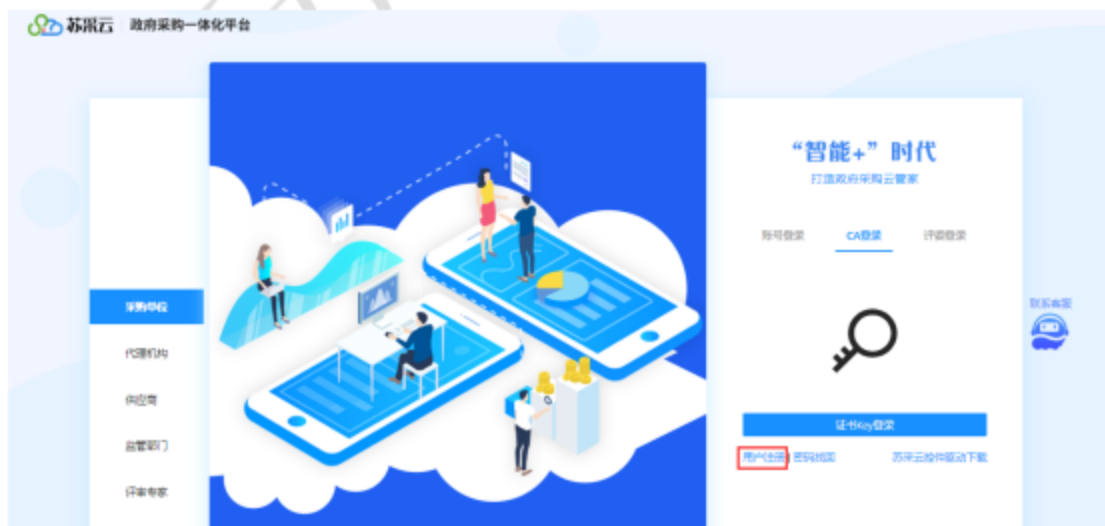 苏采云 政府采购一体化平台
“智能+”时代
打造政府采购云管家
账号登录 CA登录 评委登录
采购单位
代理机构
供应商
监管部门
评审专家
联系客服
证书Key登录
用户注册 密码找回 苏采云控件驱动下载